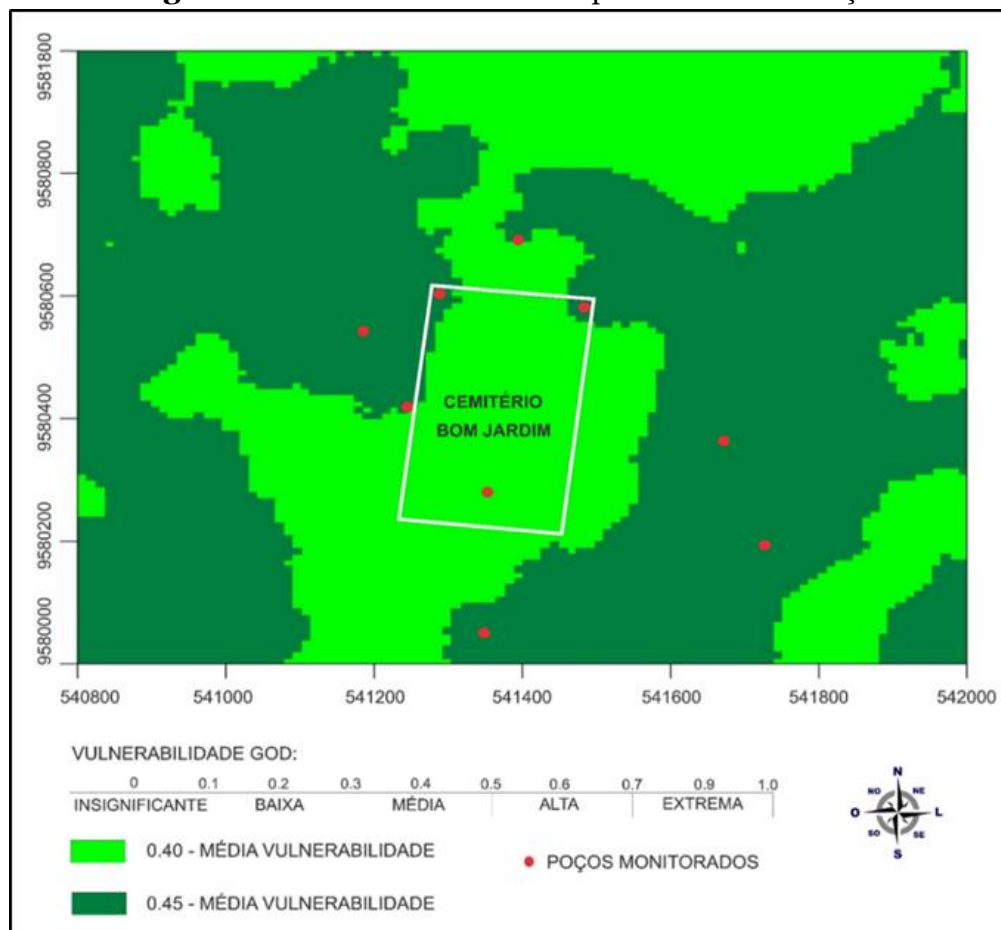 9581800
9580800
9580600
9580400
9580200
9580000
CEMITÉRIO
BOM JARDIM
540800 541000 541200 541400 541600 541800 542000
VULNERABILIDADE GOD:
0 0.1 0.2 0.3 0.4 0.5 0.6 0.7 0.9 1.0
INSIGNIFICANTE BAIXA MÉDIA ALTA EXTREMA
0.40 - MÉDIA VULNERABILIDADE
POÇOS MONITORADOS
0.45 - MÉDIA VULNERABILIDADE
N
NO NE
O L
SO SE
S